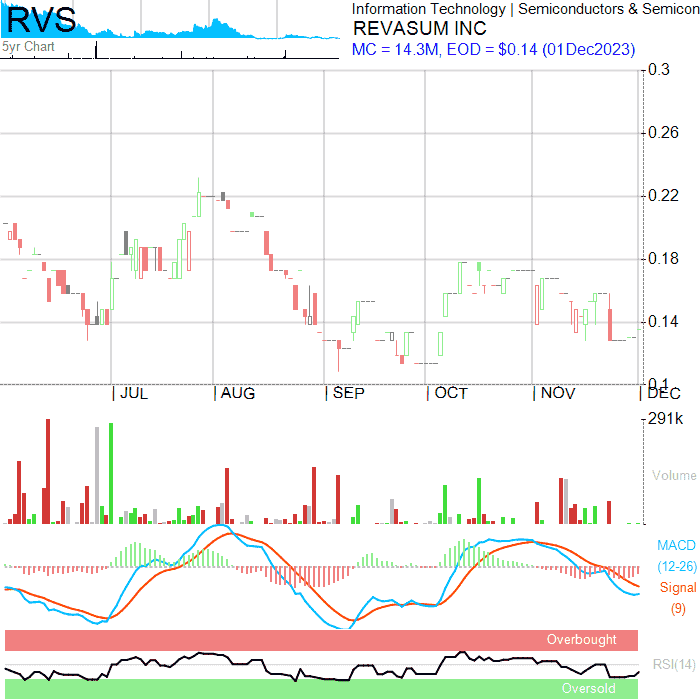 RVS
5yr Chart
Information Technology | Semiconductors & Semicon
REVASUM INC
MC = 14.3M, EOD = $0.14 (01Dec2023)
0.3
0.26
0.22
0.18
0.14
0.1
JUL AUG SEP OCT NOV DEC
291k
Volume
MACD
(12-26)
Signal
(9)
Overbought
RSI(14)
Oversold